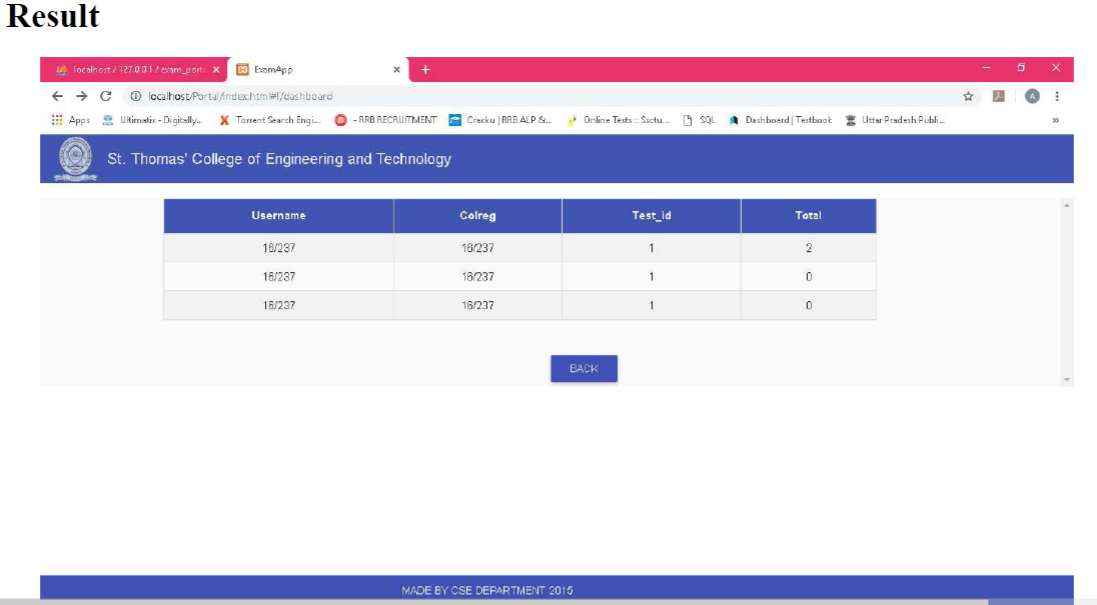 Result
localhost / 127.0.0.1 / exam_porta ExamApp
localhost/Portal/index.html#!/dashboard
Apps Ultimatix - Digitally... Torrent Search Engi... - RRB RECRUITMENT Cracku | RRB ALP &... Online Tests :: Ssctu... SQL Dashboard | Testbook Uttar Pradesh Publi... »
St. Thomas' College of Engineering and Technology
Username Colreg Test_id Total
16/237 16/237 1 2
16/237 16/237 1 0
16/237 16/237 1 0
BACK
MADE BY CSE DEPARTMENT 2015